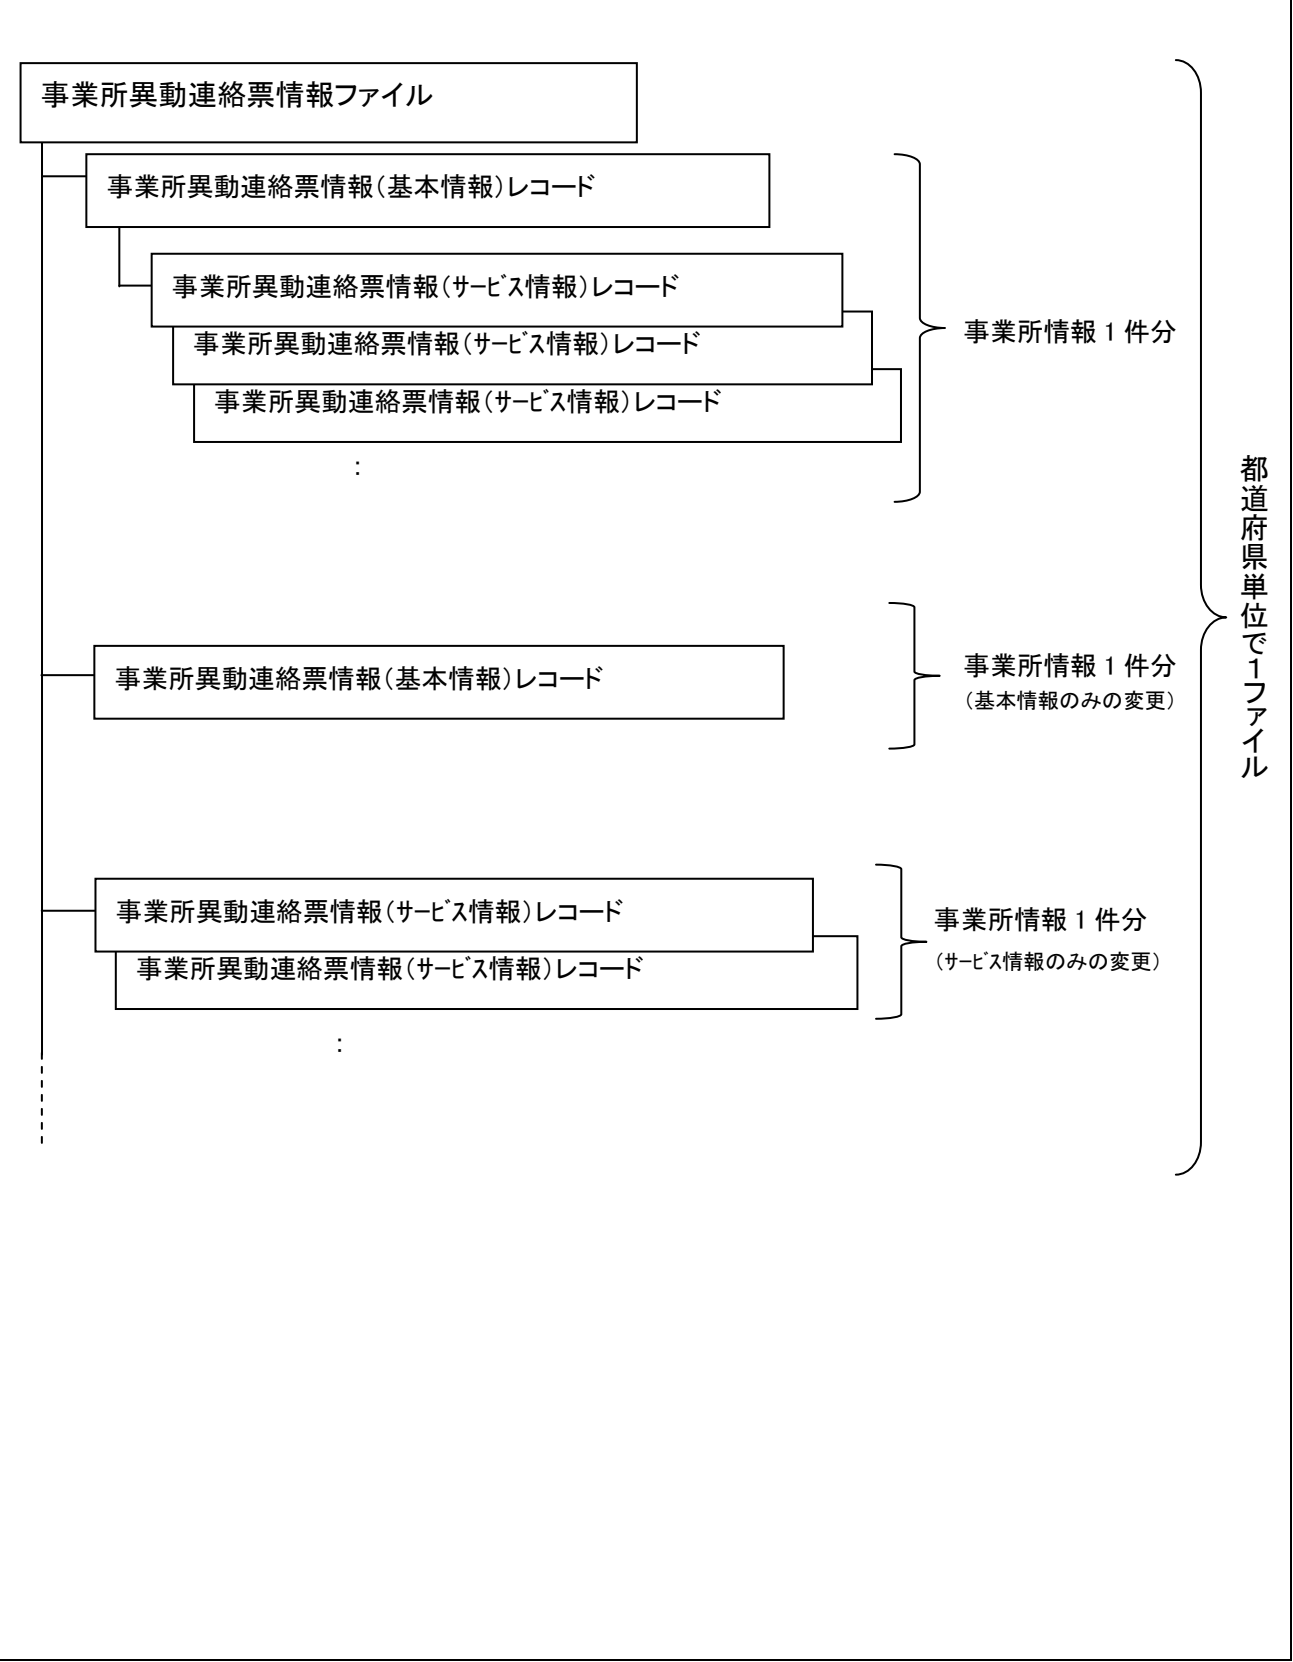 事業所異動連絡票情報ファイル
事業所異動連絡票情報（基本情報）レコード
事業所異動連絡票情報（ｻｰﾋﾞｽ情報）レコード
事業所異動連絡票情報（ｻｰﾋﾞｽ情報）レコード
事業所異動連絡票情報（ｻｰﾋﾞｽ情報）レコード
：
事業所情報１件分
事業所異動連絡票情報（基本情報）レコード
事業所情報１件分
（基本情報のみの変更）
事業所異動連絡票情報（ｻｰﾋﾞｽ情報）レコード
事業所異動連絡票情報（ｻｰﾋﾞｽ情報）レコード
：
事業所情報１件分
（ｻｰﾋﾞｽ情報のみの変更）
都道府県単位で１ファイル